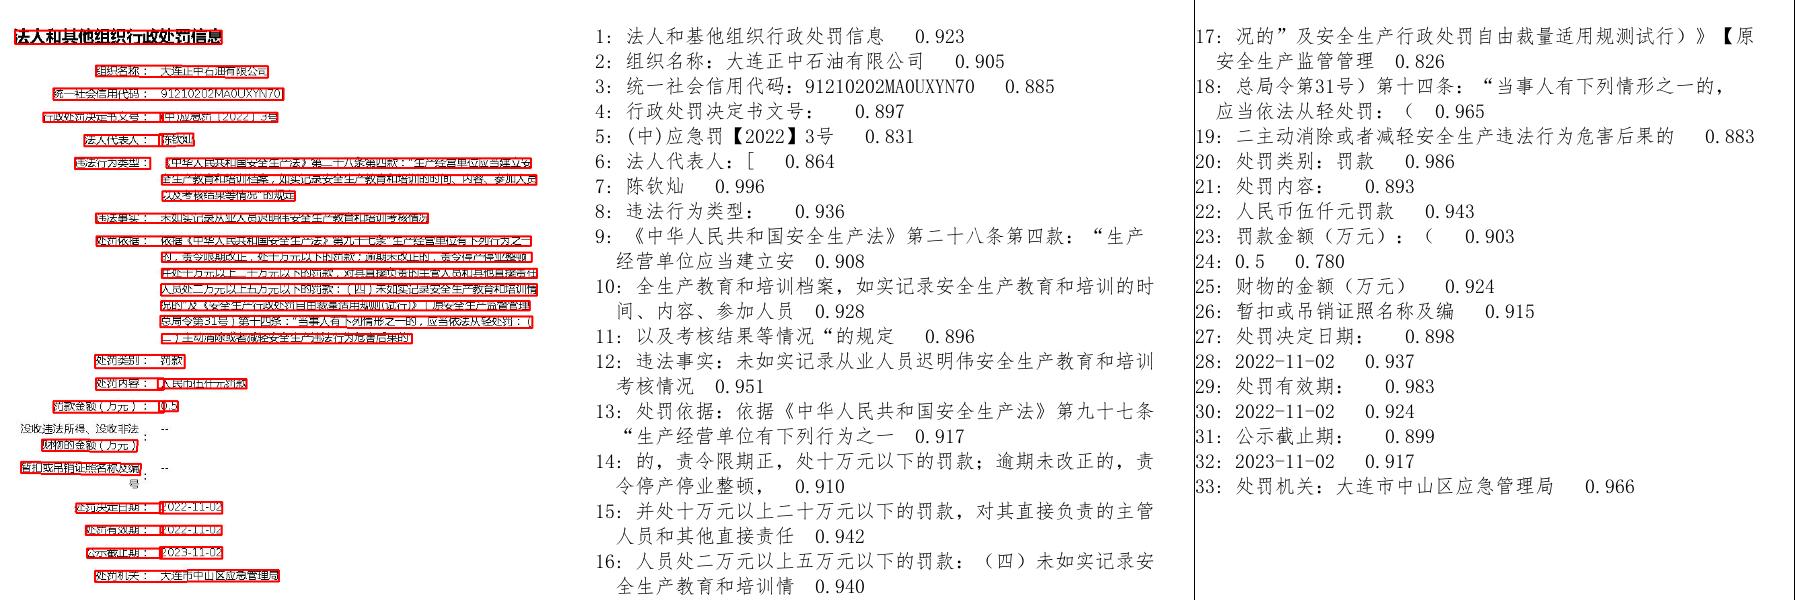 法人和其他组织行政处罚信息
组织名称： 大连正中石油有限公司
统一社会信用代码： 91210202MA0UXYN70
行政处罚决定书文号： (中)应急罚〔2022〕3号
法人代表人： 陈钦灿
违法行为类型： 《中华人民共和国安全生产法》第二十八条第四款：“生产经营单位应当建立安
全生产教育和培训档案，如实记录安全生产教育和培训的时间、内容、参加人员
以及考核结果等情况”的规定
违法事实： 未如实记录从业人员迟明伟安全生产教育和培训考核情况
处罚依据： 依据《中华人民共和国安全生产法》第九十七条“生产经营单位有下列行为之一
的，责令限期改正，处十万元以下的罚款；逾期未改正的，责令停产停业整顿，
并处十万元以上二十万元以下的罚款，对其直接负责的主管人员和其他直接责任
人员处二万元以上五万元以下的罚款：（四）未如实记录安全生产教育和培训情
况的”及《安全生产行政处罚自由裁量适用规则(试行)》【原安全生产监管管理
总局令第31号）第十四条：“当事人有下列情形之一的，应当依法从轻处罚：（
二）主动消除或者减轻安全生产违法行为危害后果的
处罚类别： 罚款
处罚内容： 人民币伍仟元罚款
罚款金额（万元）： 0.5
没收违法所得、没收非法
财物的金额（万元）： --
暂扣或吊销证照名称及编
号： --
处罚决定日期： 2022-11-02
处罚有效期： 2022-11-02
公示截止期： 2023-11-02
处罚机关： 大连市中山区应急管理局
1: 法人和基他组织行政处罚信息 0.923
2: 组织名称：大连正中石油有限公司 0.905
3: 统一社会信用代码：91210202MA0UXYN70 0.885
4: 行政处罚决定书文号： 0.897
5: (中)应急罚【2022】3号 0.831
6: 法人代表人：[ 0.864
7: 陈钦灿 0.996
8: 违法行为类型： 0.936
9: 《中华人民共和国安全生产法》第二十八条第四款：“生产
经营单位应当建立安 0.908
10: 全生产教育和培训档案，如实记录安全生产教育和培训的时
间、内容、参加人员 0.928
11: 以及考核结果等情况“的规定 0.896
12: 违法事实：未如实记录从业人员迟明伟安全生产教育和培训
考核情况 0.951
13: 处罚依据：依据《中华人民共和国安全生产法》第九十七条
“生产经营单位有下列行为之一 0.917
14: 的，责令限期正，处十万元以下的罚款；逾期未改正的，责
令停产停业整顿， 0.910
15: 并处十万元以上二十万元以下的罚款，对其直接负责的主管
人员和其他直接责任 0.942
16: 人员处二万元以上五万元以下的罚款：（四）未如实记录安
全生产教育和培训情 0.940
17: 况的”及安全生产行政处罚自由裁量适用规测试行）》【原
安全生产监管管理 0.826
18: 总局令第31号）第十四条：“当事人有下列情形之一的，
应当依法从轻处罚：（ 0.965
19: 二主动消除或者减轻安全生产违法行为危害后果的 0.883
20: 处罚类别：罚款 0.986
21: 处罚内容： 0.893
22: 人民币伍仟元罚款 0.943
23: 罚款金额（万元）：（ 0.903
24: 0.5 0.780
25: 财物的金额（万元） 0.924
26: 暂扣或吊销证照名称及编 0.915
27: 处罚决定日期： 0.898
28: 2022-11-02 0.937
29: 处罚有效期： 0.983
30: 2022-11-02 0.924
31: 公示截止期： 0.899
32: 2023-11-02 0.917
33: 处罚机关：大连市中山区应急管理局 0.966